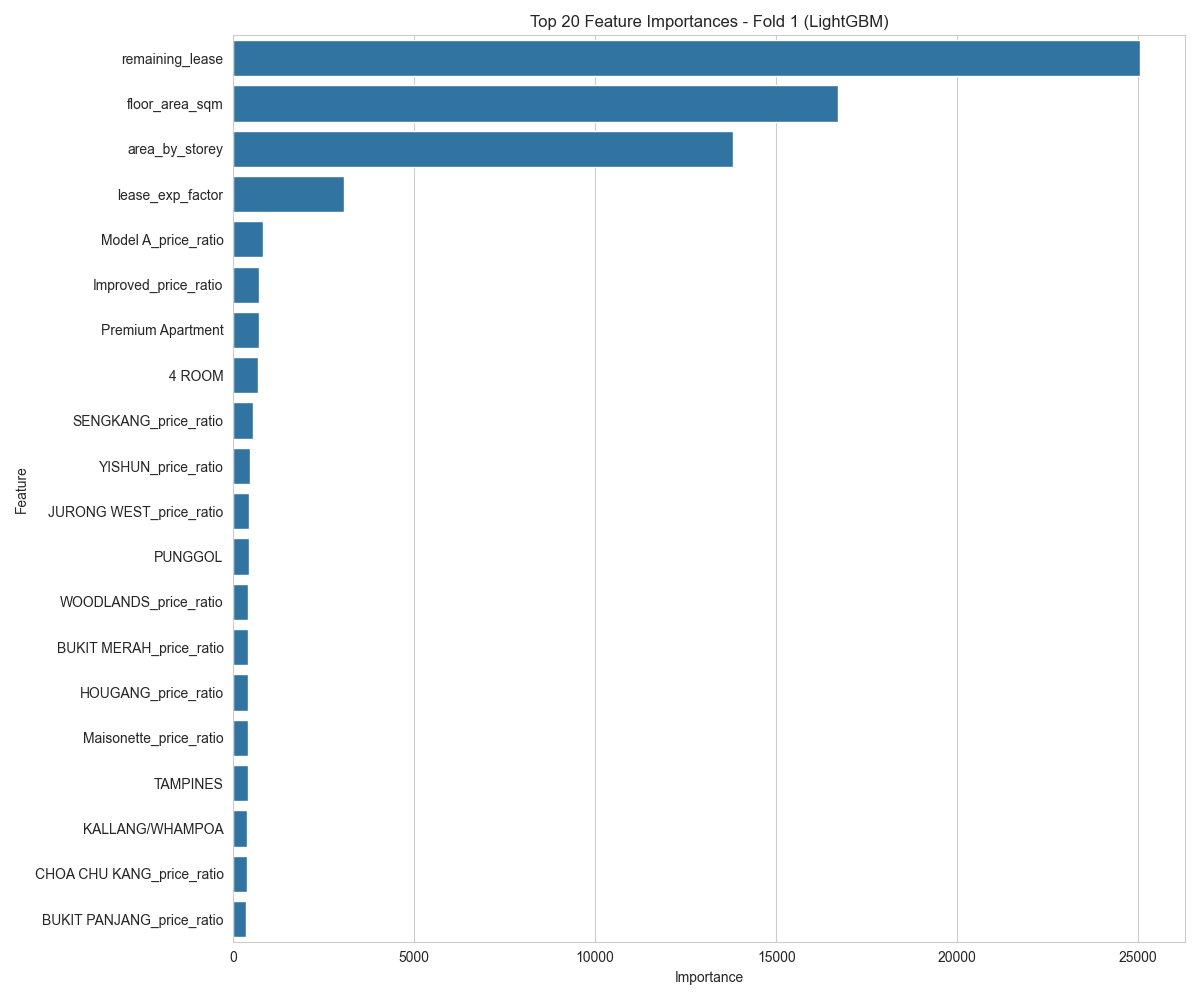 Top 20 Feature Importances - Fold 1 (LightGBM)
remaining_lease
floor_area_sqm
area_by_storey
lease_exp_factor
Model A_price_ratio
Improved_price_ratio
Premium Apartment
4 ROOM
SENGKANG_price_ratio
YISHUN_price_ratio
JURONG WEST_price_ratio
PUNGGOL
WOODLANDS_price_ratio
BUKIT MERAH_price_ratio
HOUGANG_price_ratio
Maisonette_price_ratio
TAMPINES
KALLANG/WHAMPOA
CHOA CHU KANG_price_ratio
BUKIT PANJANG_price_ratio
Feature
0 5000 10000 15000 20000 25000
Importance